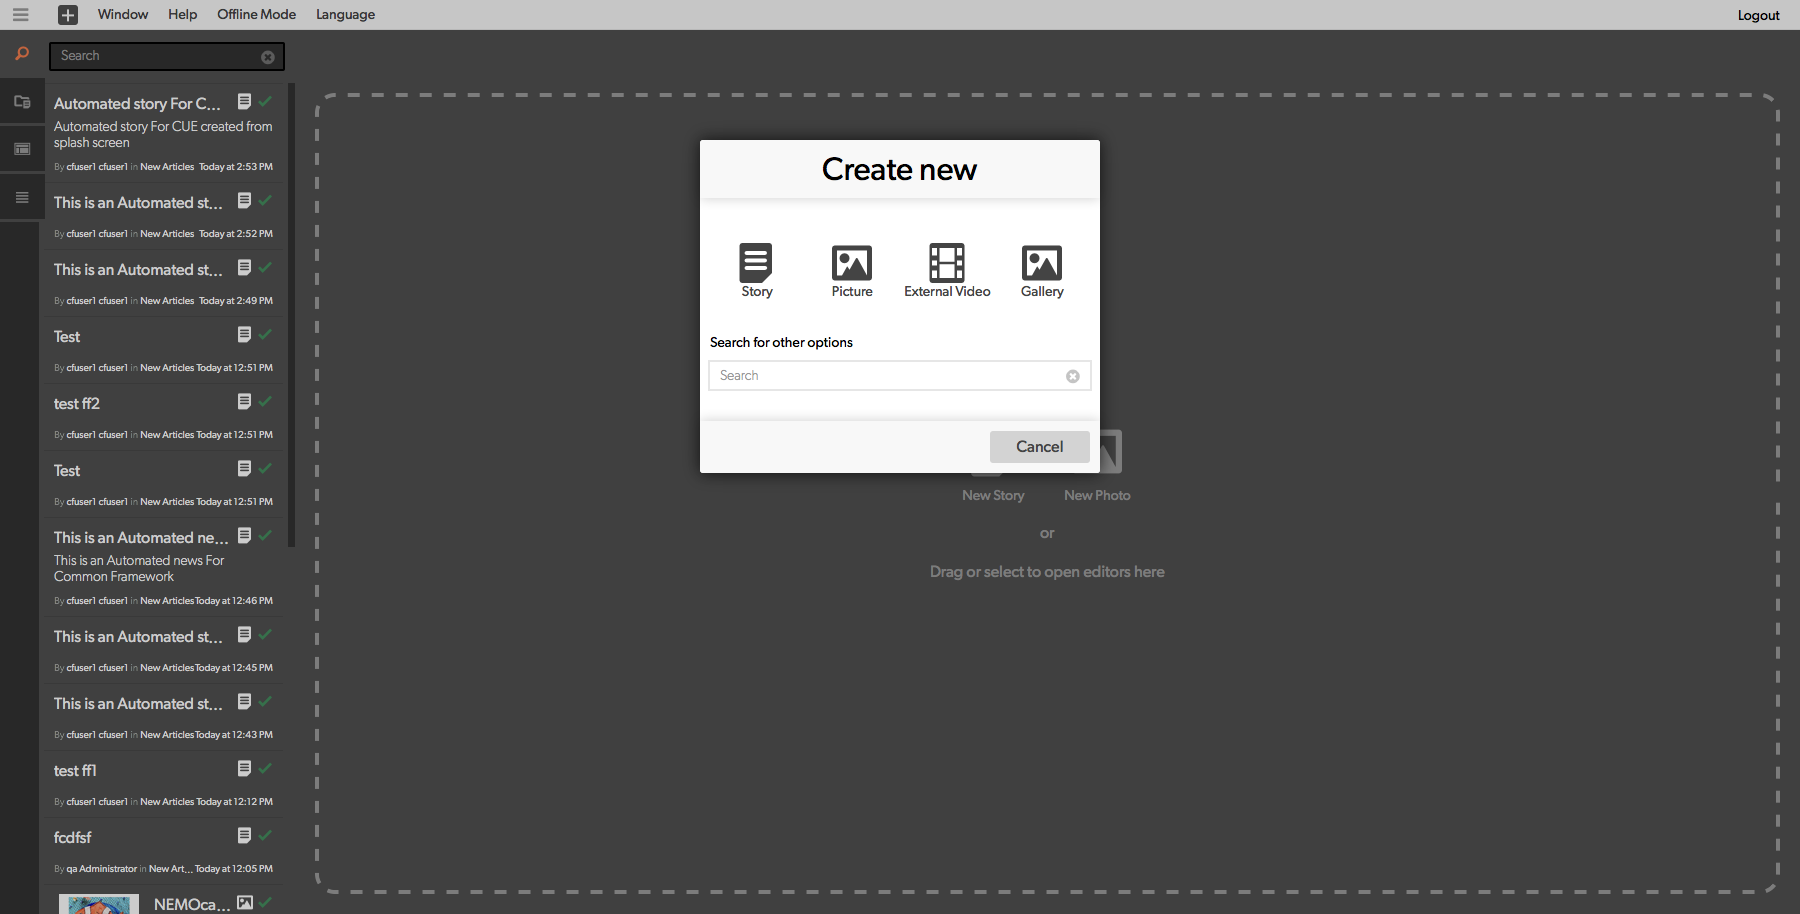 Window Help Offline Mode Language Logout
Search
Automated story For C...
Automated story For CUE created from
splash screen
By cfuser1 cfuser1 in New Articles Today at 2:53 PM
This is an Automated st...
By cfuser1 cfuser1 in New Articles Today at 2:52 PM
This is an Automated st...
By cfuser1 cfuser1 in New Articles Today at 2:49 PM
Test
By cfuser1 cfuser1 in New Articles Today at 12:51 PM
test ff2
By cfuser1 cfuser1 in New Articles Today at 12:51 PM
Test
By cfuser1 cfuser1 in New Articles Today at 12:51 PM
This is an Automated ne...
This is an Automated news For
Common Framework
By cfuser1 cfuser1 in New Articles Today at 12:46 PM
This is an Automated st...
By cfuser1 cfuser1 in New Articles Today at 12:45 PM
This is an Automated st...
By cfuser1 cfuser1 in New Articles Today at 12:43 PM
test ff1
By cfuser1 cfuser1 in New Articles Today at 12:12 PM
fcdfsf
By qa Administrator in New Art... Today at 12:05 PM
NEMOca...
Create new
Story Picture External Video Gallery
Search for other options
Search
Cancel
New Story New Photo
or
Drag or select to open editors here